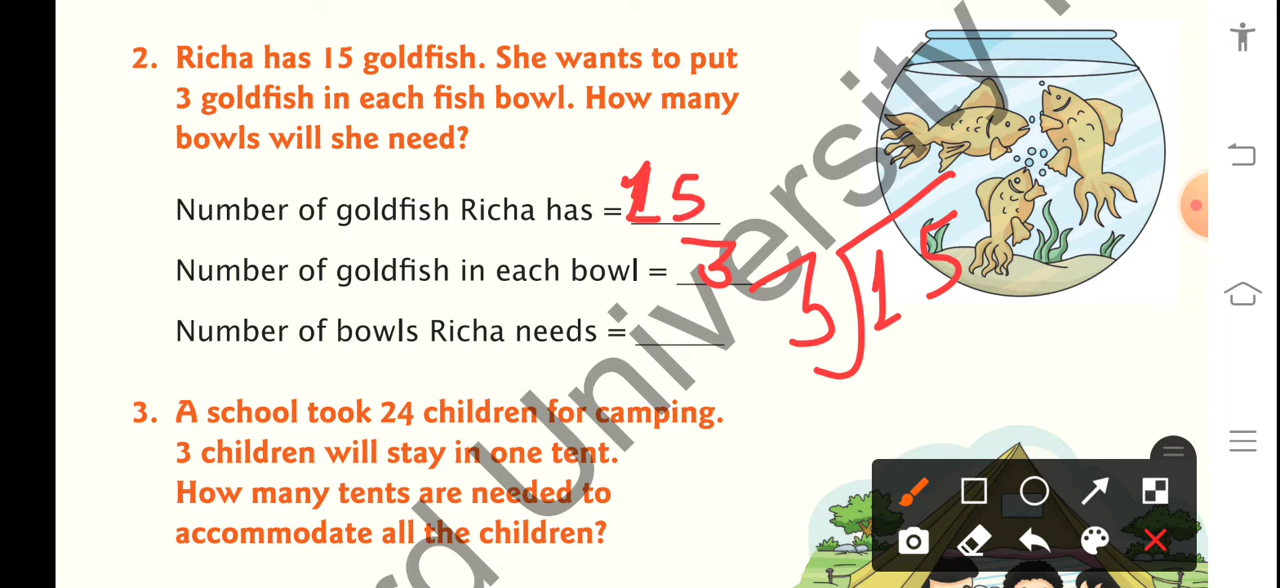 2. Richa has 15 goldfish. She wants to put
3 goldfish in each fish bowl. How many
bowls will she need?
Number of goldfish Richa has = 15
Number of goldfish in each bowl = 3
3 15
Number of bowls Richa needs = ______
3. A school took 24 children for camping.
3 children will stay in one tent.
How many tents are needed to
accommodate all the children?
University